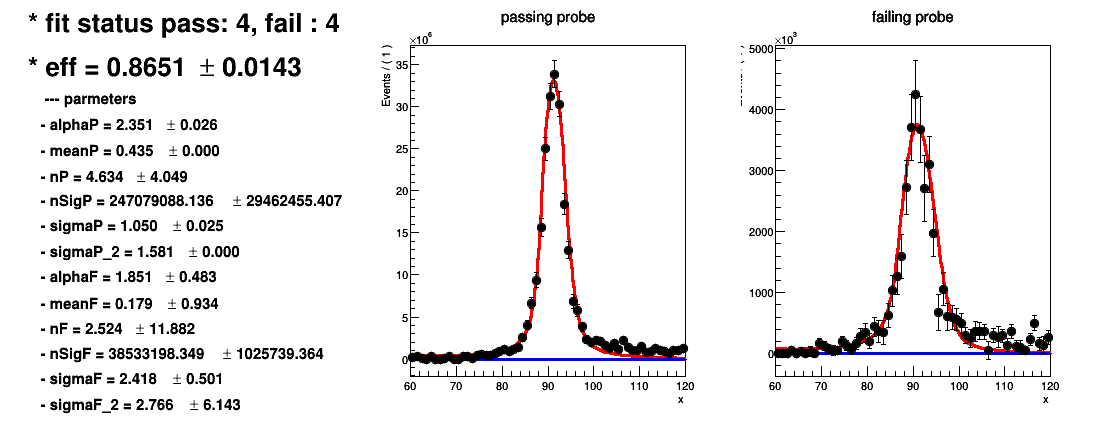 * fit status pass: 4, fail : 4
* eff = 0.8651 ± 0.0143
--- parmeters
- alphaP = 2.351 ± 0.026
- meanP = 0.435 ± 0.000
- nP = 4.634 ± 4.049
- nSigP = 247079088.136 ± 29462455.407
- sigmaP = 1.050 ± 0.025
- sigmaP_2 = 1.581 ± 0.000
- alphaF = 1.851 ± 0.483
- meanF = 0.179 ± 0.934
- nF = 2.524 ± 11.882
- nSigF = 38533198.349 ± 1025739.364
- sigmaF = 2.418 ± 0.501
- sigmaF_2 = 2.766 ± 6.143
passing probe
×10⁶
Events / ( 1 )
35
30
25
20
15
10
5
0
60 70 80 90 100 110 120
x
failing probe
×10³
5000
4000
3000
2000
1000
0
60 70 80 90 100 110 120
x